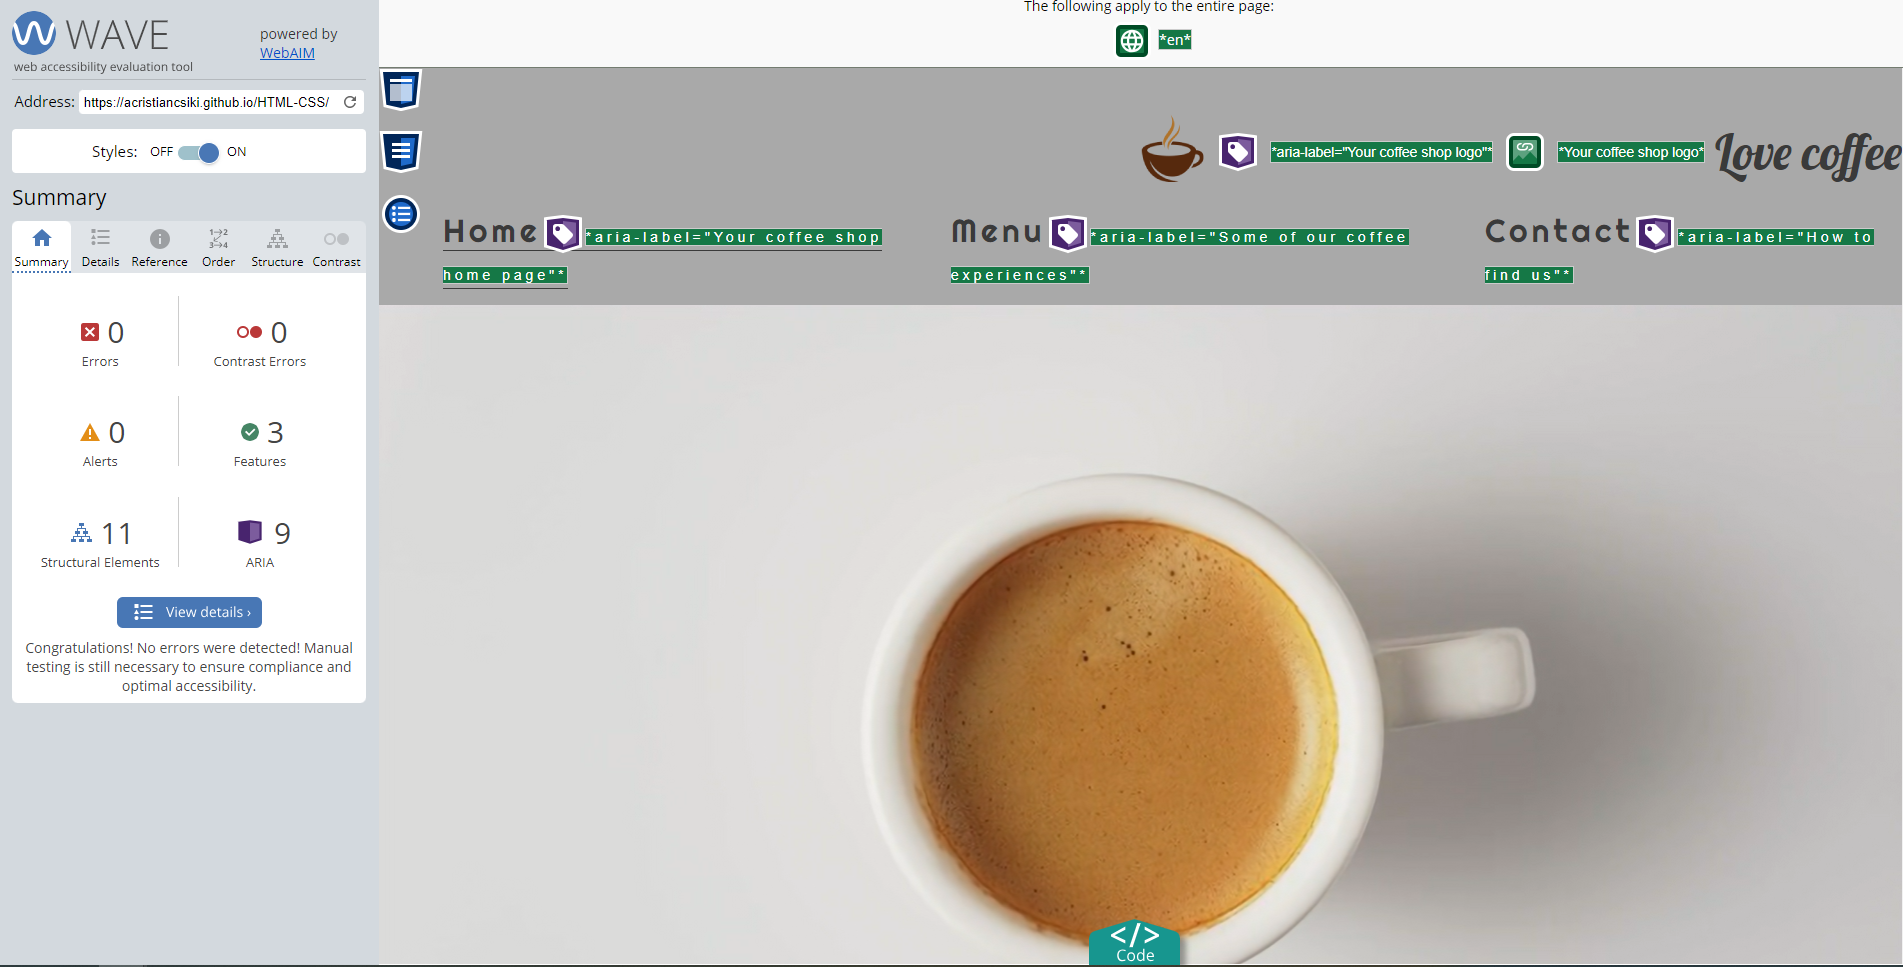 WAVE
web accessibility evaluation tool
powered by
WebAIM
Address: https://acristiancsiki.github.io/HTML-CSS/
Styles: OFF ON
Summary
1 2
3 4
Summary Details Reference Order Structure Contrast
0 0
Errors Contrast Errors
0 3
Alerts Features
11 9
Structural Elements ARIA
View details ›
Congratulations! No errors were detected! Manual
testing is still necessary to ensure compliance and
optimal accessibility.
The following apply to the entire page:
*en*
*aria-label="Your coffee shop logo"* *Your coffee shop logo* Love coffee
Home *aria-label="Your coffee shop
home page"*
Menu *aria-label="Some of our coffee
experiences"*
Contact *aria-label="How to
find us"*
</>
Code